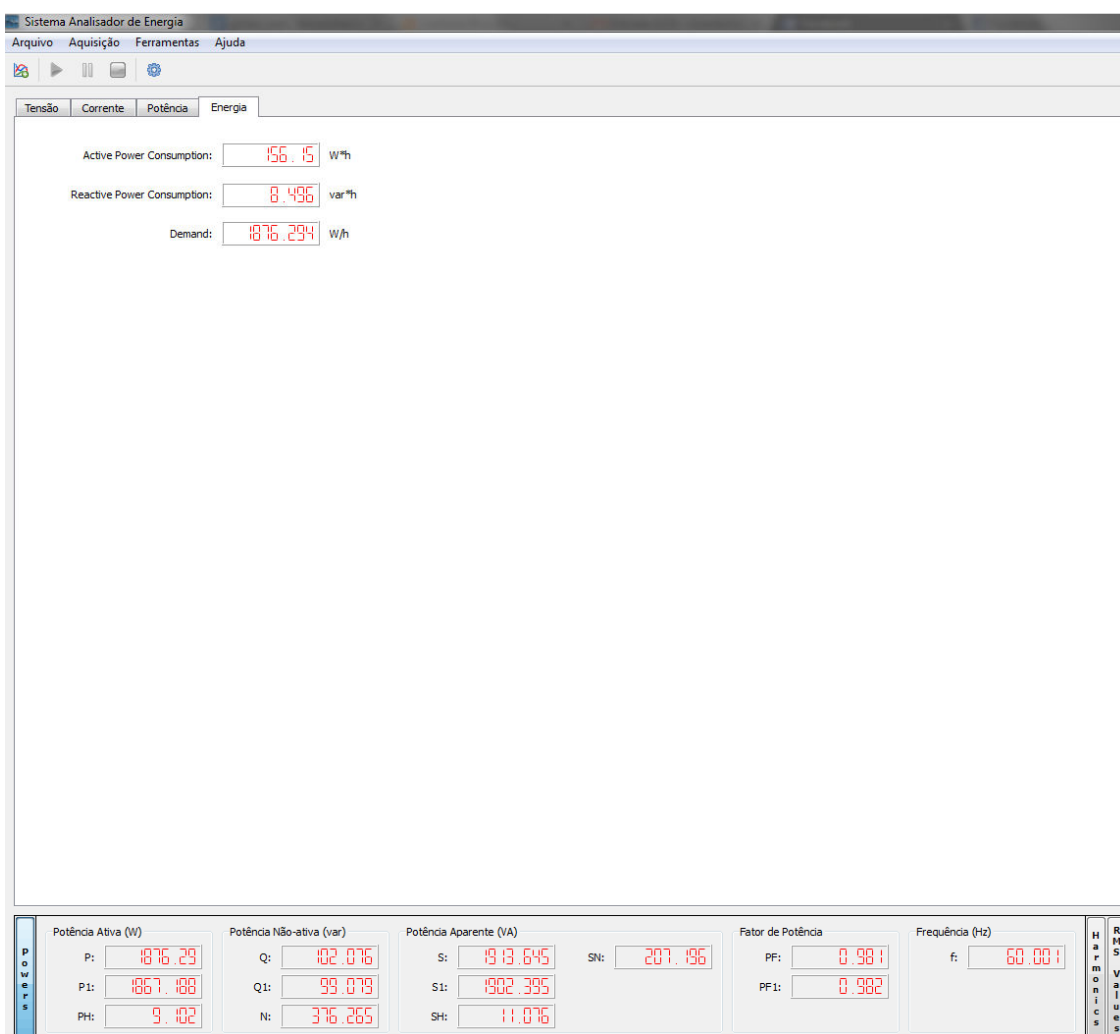 Sistema Analisador de Energia
Arquivo Aquisição Ferramentas Ajuda
Tensão Corrente Potência Energia
Active Power Consumption: 156.15 W*h
Reactive Power Consumption: 8.496 var*h
Demand: 1876.294 W/h
Powers
Potência Ativa (W)
P: 1876.29
P1: 1867.188
PH: 9.102
Potência Não-ativa (var)
Q: 102.076
Q1: 99.079
N: 376.265
Potência Aparente (VA)
S: 1913.645 SN: 207.196
S1: 1902.395
SH: 11.076
Fator de Potência
PF: 0.981
PF1: 0.982
Frequência (Hz)
f: 60.001
Harmonics
RMS Value